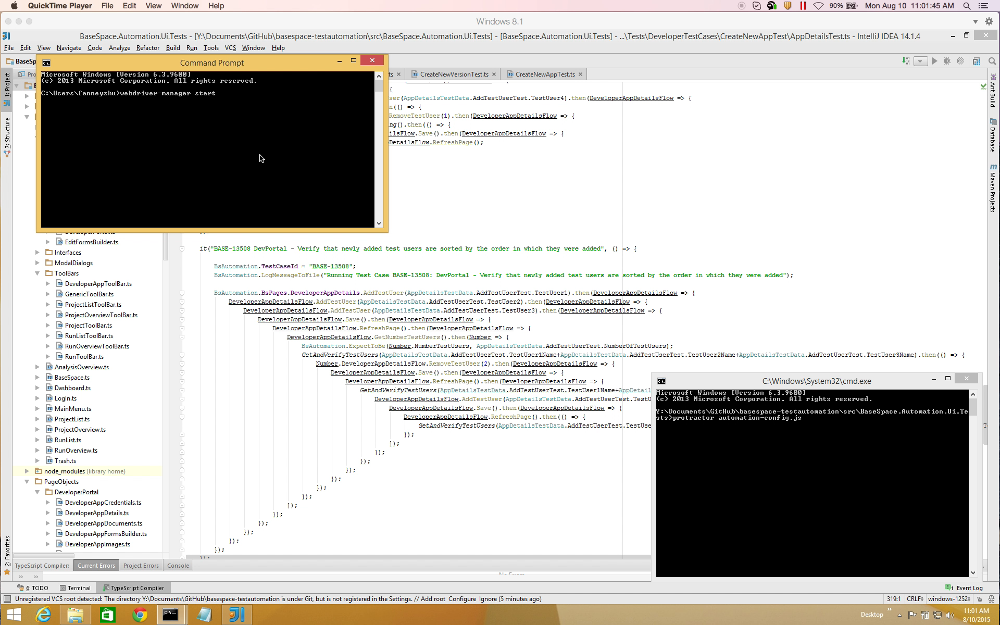 QuickTime Player File Edit View Window Help
90% Mon Aug 10 11:01:45 AM
Windows 8.1
BaseSpace.Automation.Ui.Tests - [Y:\Documents\GitHub\basespace-testautomation\src\BaseSpace.Automation.Ui.Tests] - [BaseSpace.Automation.Ui.Tests] - ...\Tests\DeveloperTestCases\CreateNewAppTest\AppDetailsTest.ts - IntelliJ IDEA 14.1.4
File Edit View Navigate Code Analyze Refactor Build Run Tools VCS Window Help
BaseSp
Command Prompt
Microsoft Windows [Version 6.3.9600]
(c) 2013 Microsoft Corporation. All rights reserved.
C:\Users\fanneyzhu>webdriver-manager start
1: Project
7: Structure
2: Favorites
Pro
ts
CreateNewVersionTest.ts
CreateNewAppTest.ts
Ant Build
Database
Maven Projects
{
ser(AppDetailsTestData.AddTestUserTest.TestUser4).then(DeveloperAppDetailsFlow => {
n(() => {
RemoveTestUser(1).then(DeveloperAppDetailsFlow => {
ng().then(() => {
ilsFlow.Save().then(DeveloperAppDetailsFlow => {
pDetailsFlow.RefreshPage();
EditFormsBuilder.ts
Interfaces
ModalDialogs
ToolBars
DeveloperAppToolBar.ts
GenericToolBar.ts
ProjectListToolBar.ts
ProjectOverviewToolBar.ts
ProjectToolBar.ts
RunListToolBar.ts
RunOverviewToolBar.ts
RunToolBar.ts
AnalysisOverview.ts
BaseSpace.ts
Dashboard.ts
LogIn.ts
MainMenu.ts
ProjectList.ts
ProjectOverview.ts
RunList.ts
RunOverview.ts
Trash.ts
node_modules (library home)
PageObjects
DeveloperPortal
DeveloperAppCredentials.ts
DeveloperAppDetails.ts
DeveloperAppDocuments.ts
DeveloperAppFormsBuilder.ts
DeveloperAppImages.ts
it("BASE-13508 DevPortal - Verify that newly added test users are sorted by the order in which they were added", () => {
BsAutomation.TestCaseId = "BASE-13508";
BsAutomation.LogMessageToFile("Running Test Case BASE-13508: DevPortal - Verify that newly added test users are sorted by the order in which they were added");
BsAutomation.BsPages.DeveloperAppDetails.AddTestUser(AppDetailsTestData.AddTestUserTest.TestUser1).then(DeveloperAppDetailsFlow => {
DeveloperAppDetailsFlow.AddTestUser(AppDetailsTestData.AddTestUserTest.TestUser2).then(DeveloperAppDetailsFlow => {
DeveloperAppDetailsFlow.AddTestUser(AppDetailsTestData.AddTestUserTest.TestUser3).then(DeveloperAppDetailsFlow => {
DeveloperAppDetailsFlow.Save().then(DeveloperAppDetailsFlow => {
DeveloperAppDetailsFlow.RefreshPage().then(DeveloperAppDetailsFlow => {
DeveloperAppDetailsFlow.GetNumberTestUsers().then(Number => {
BsAutomation.ExpectToBe(Number.NumberTestUsers, AppDetailsTestData.AddTestUserTest.NumberOfTestUsers);
GetAndVerifyTestUsers(AppDetailsTestData.AddTestUserTest.TestUser1Name+AppDetailsTestData.AddTestUserTest.TestUser2Name+AppDetailsTestData.AddTestUserTest.TestUser3Name).then(() => {
Number.DeveloperAppDetailsFlow.RemoveTestUser(2).then(DeveloperAppDetailsFlow => {
DeveloperAppDetailsFlow.Save().then(DeveloperAppDetailsFlow => {
DeveloperAppDetailsFlow.RefreshPage().then(DeveloperAppDetailsFlow => {
GetAndVerifyTestUsers(AppDetailsTestData.AddTestUserTest.TestUser1Name+AppDetail
DeveloperAppDetailsFlow.AddTestUser(AppDetailsTestData.AddTestUserTest.TestU
DeveloperAppDetailsFlow.Save().then(DeveloperAppDetailsFlow => {
DeveloperAppDetailsFlow.RefreshPage().then(() => {
GetAndVerifyTestUsers(AppDetailsTestData.AddTestUserTest.TestUse
});
});
});
});
});
});
});
});
});
});
});
});
});
});
C:\Windows\System32\cmd.exe
Microsoft Windows [Version 6.3.9600]
(c) 2013 Microsoft Corporation. All rights reserved.
Y:\Documents\GitHub\basespace-testautomation\src\BaseSpace.Automation.Ui.Te
sts>protractor automation-config.js
TypeScript Compiler: Current Errors Project Errors Console
6: TODO Terminal TypeScript Compiler
1 Event Log
Unregistered VCS root detected: The directory Y:\Documents\GitHub\basespace-testautomation is under Git, but is not registered in the Settings. // Add root Configure Ignore (5 minutes ago)
319:1 CRLF windows-1252
Desktop
11:01 AM
8/10/2015